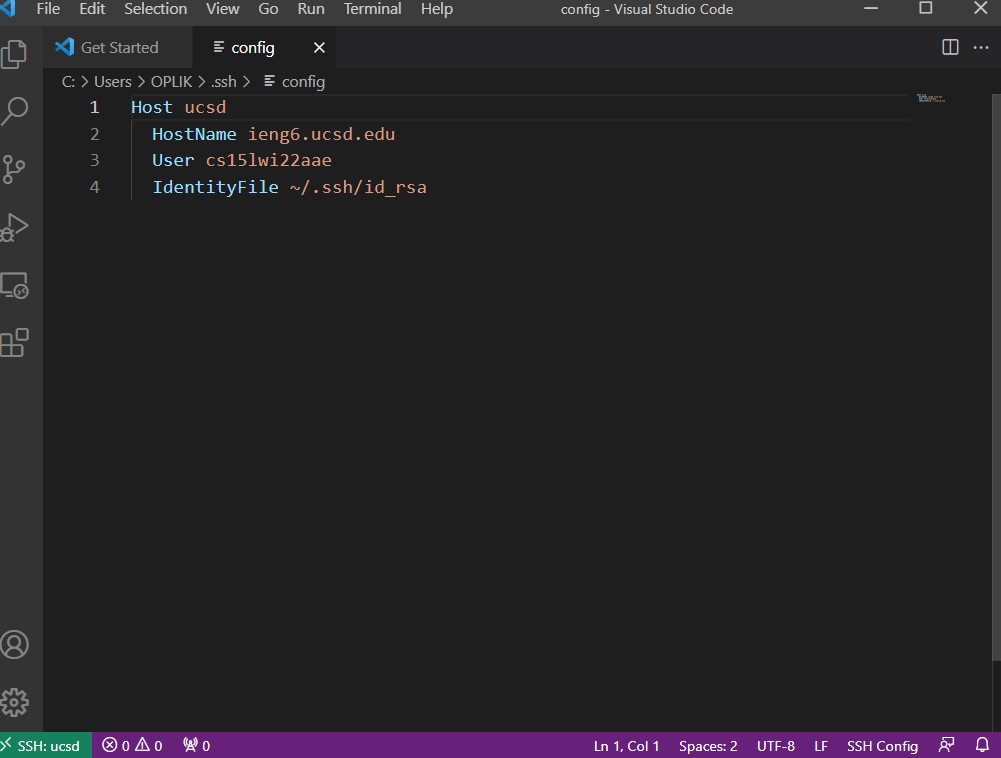 File Edit Selection View Go Run Terminal Help config - Visual Studio Code
Get Started config
C: > Users > OPLIK > .ssh > config
1 Host ucsd
2 HostName ieng6.ucsd.edu
3 User cs15lwi22aae
4 IdentityFile ~/.ssh/id_rsa
SSH: ucsd 0 0 0 Ln 1, Col 1 Spaces: 2 UTF-8 LF SSH Config